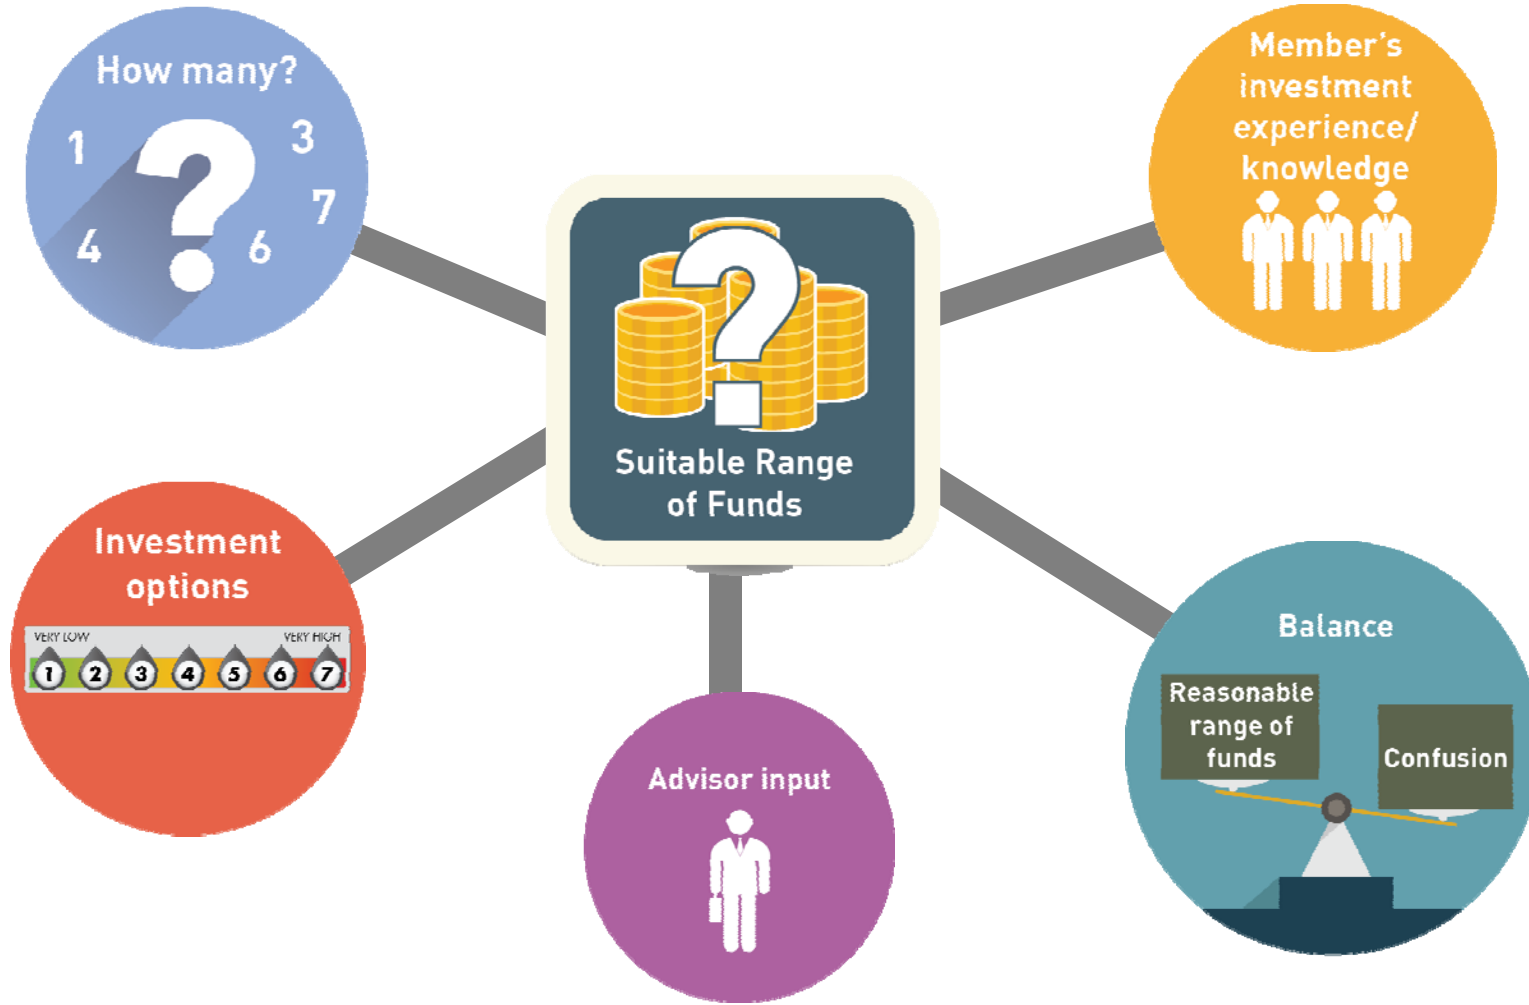 How many?
1
3
7
4
6
Member's
investment
experience/
knowledge
Suitable Range
of Funds
Investment
options
VERY LOW
VERY HIGH
1 2 3 4 5 6 7
Advisor input
Balance
Reasonable
range of
funds
Confusion